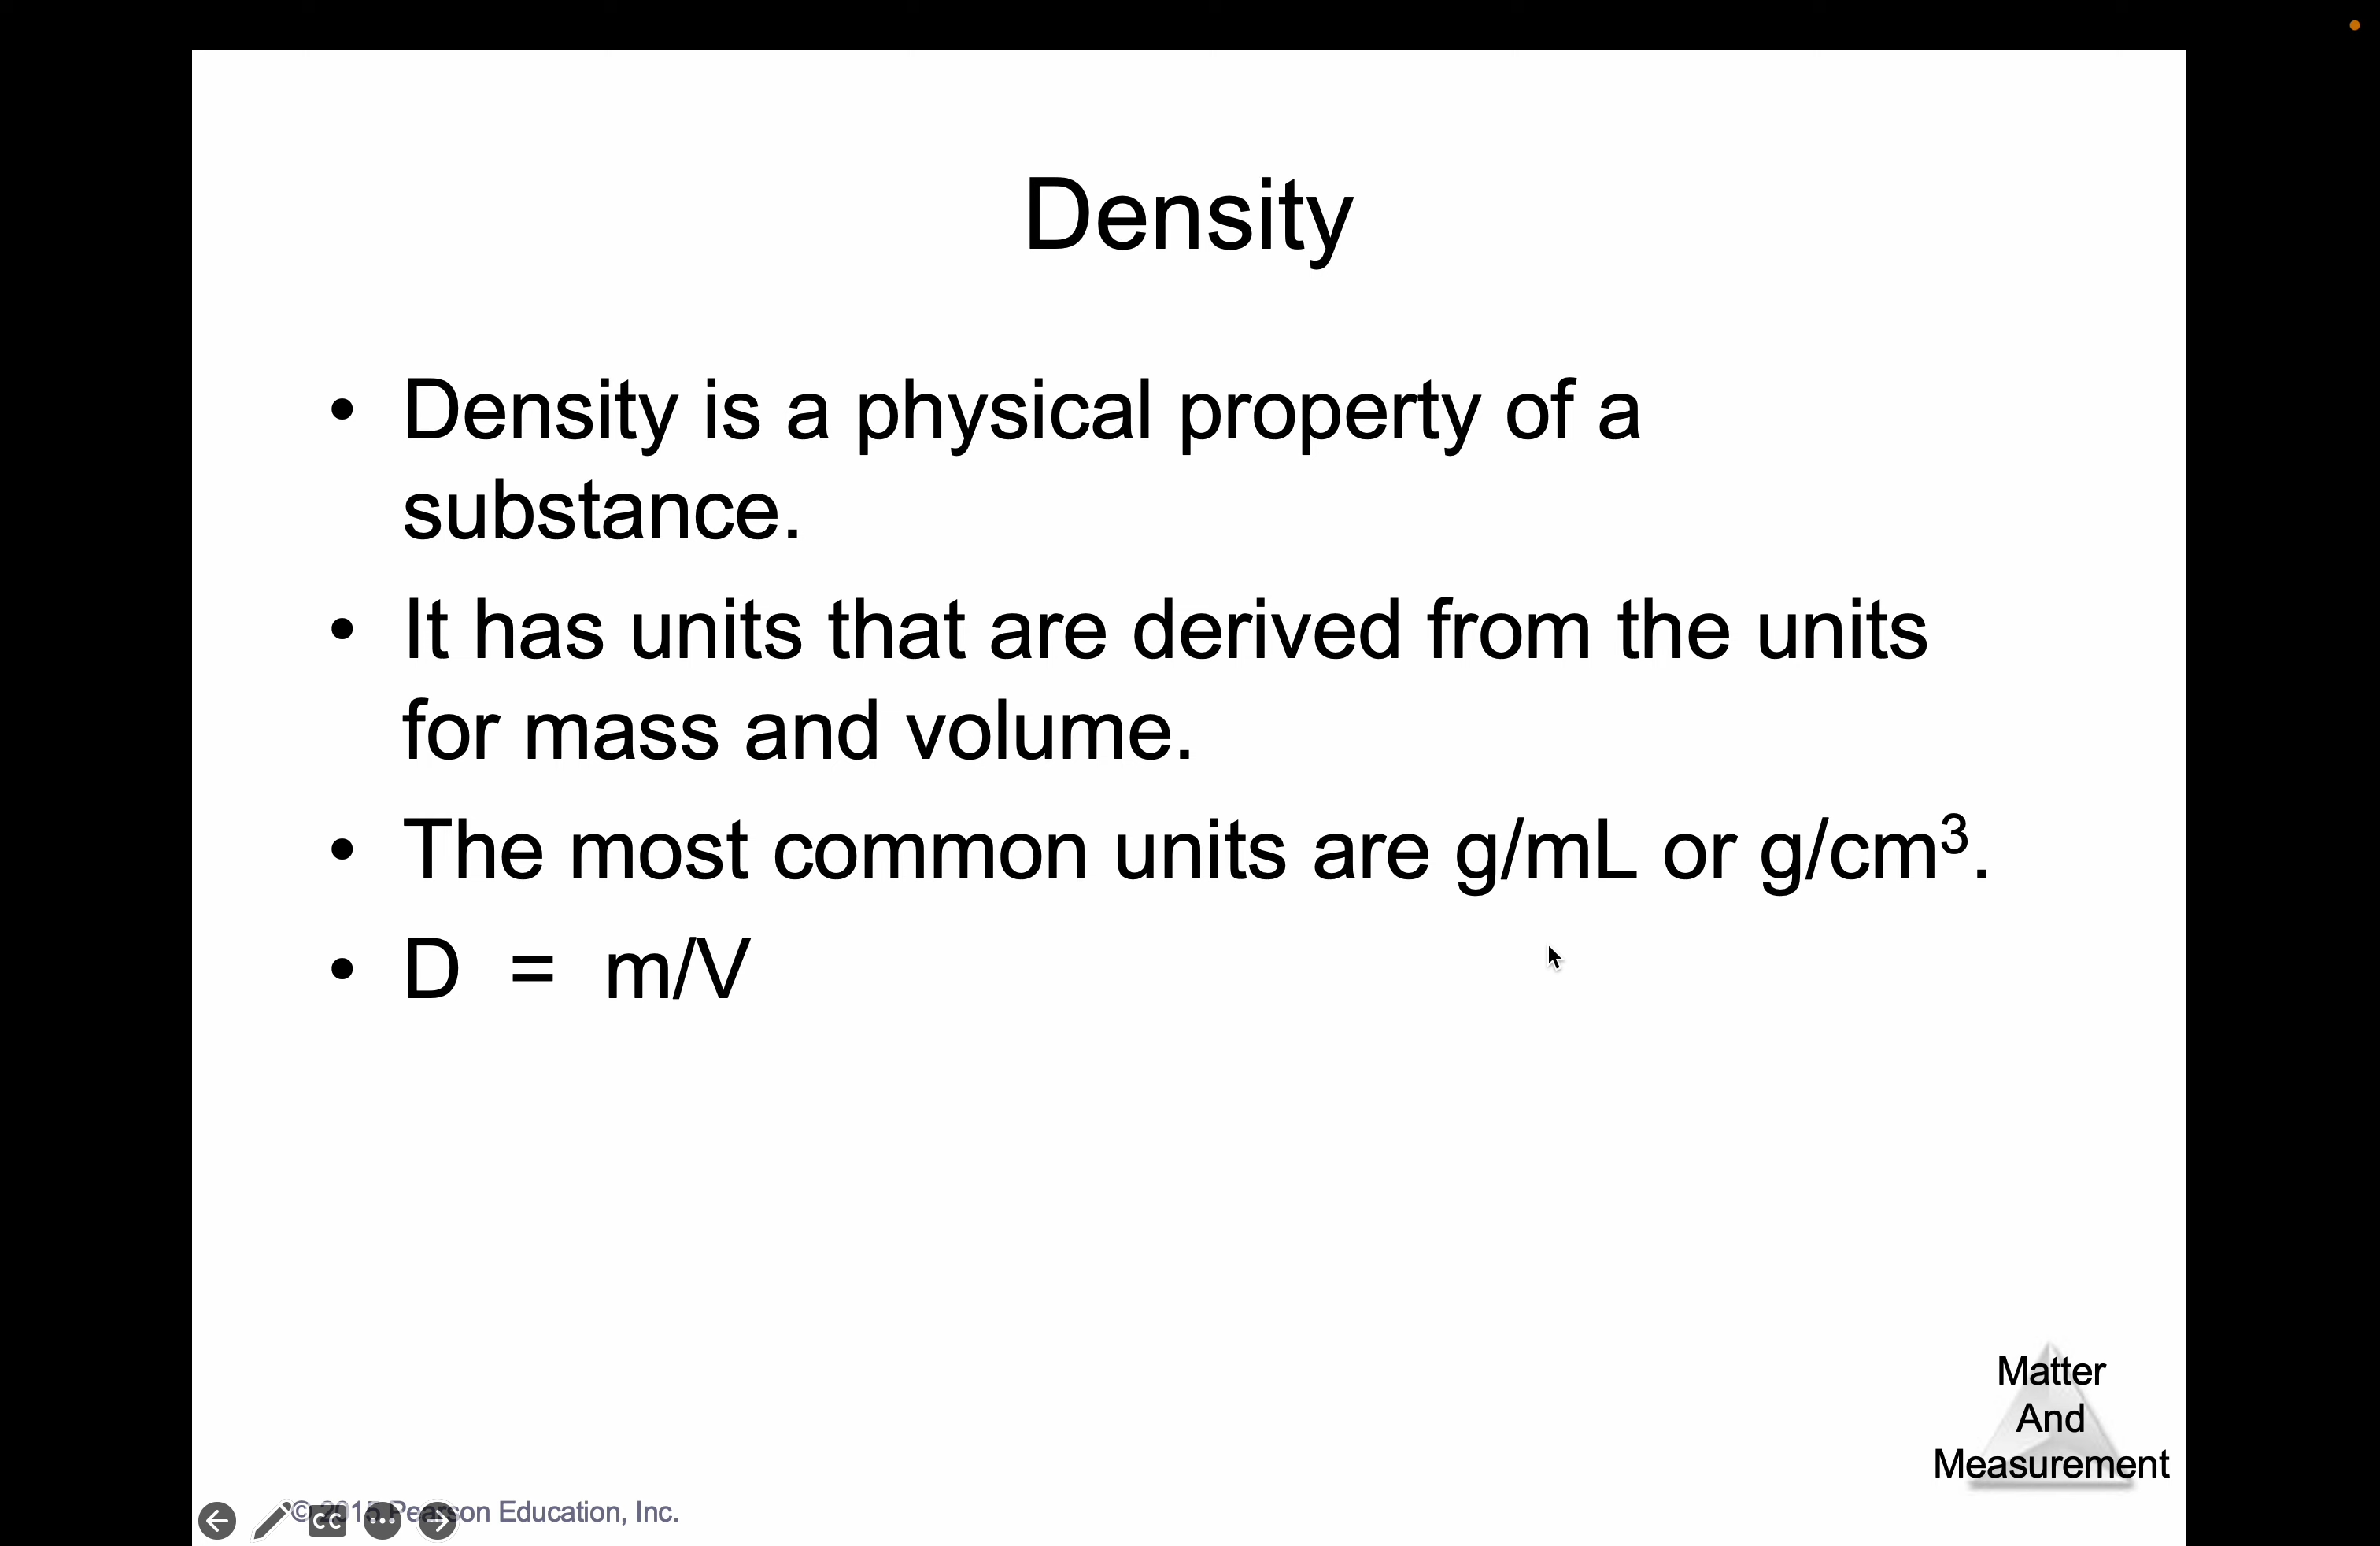 Density
• Density is a physical property of a
substance.
• It has units that are derived from the units
for mass and volume.
• The most common units are g/mL or g/cm³.
• D = m/V
Matter
And
Measurement
© 2015 Pearson Education, Inc.
CC